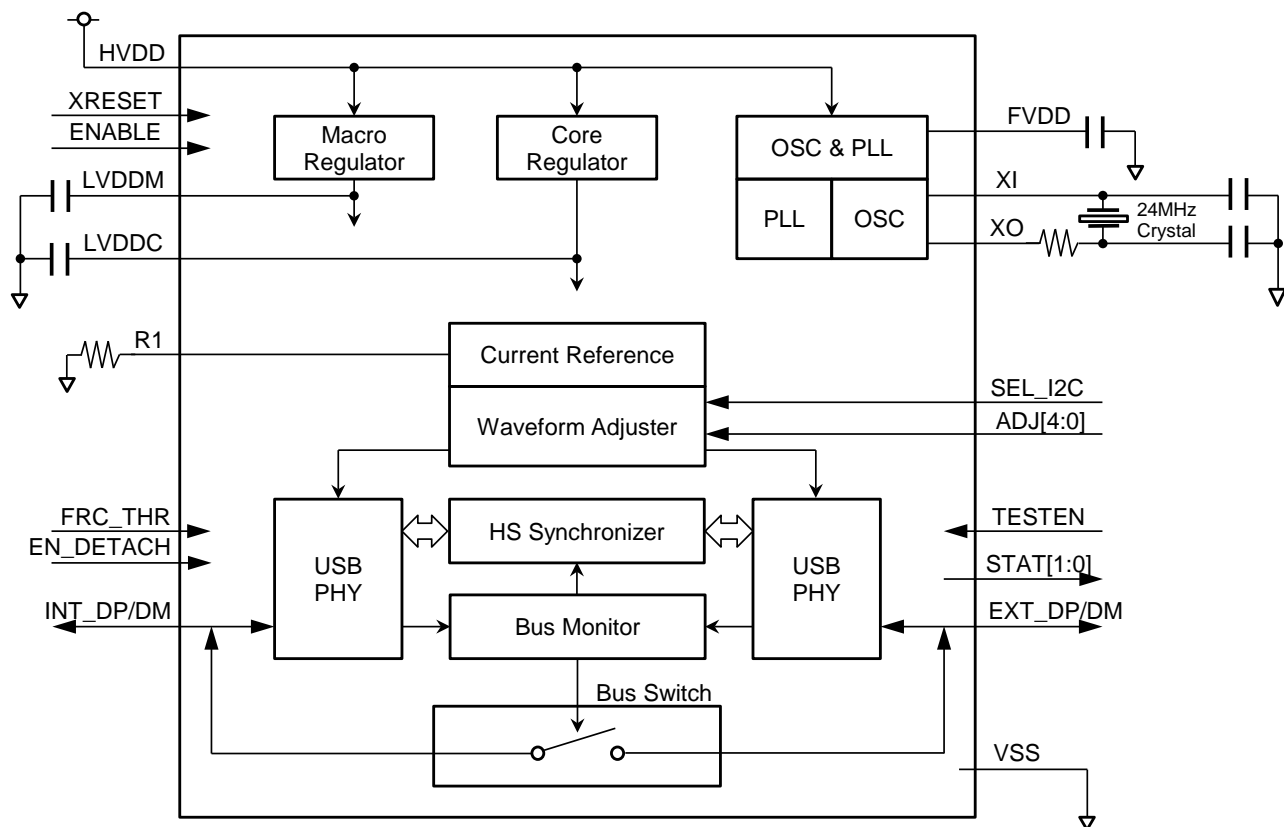 HVDD
XRESET
ENABLE
Macro
Regulator
Core
Regulator
OSC & PLL
FVDD
LVDDM
PLL
OSC
XI
24MHz
Crystal
XO
LVDDC
R1
Current Reference
Waveform Adjuster
SEL_I2C
ADJ[4:0]
FRC_THR
EN_DETACH
INT_DP/DM
USB
PHY
HS Synchronizer
Bus Monitor
USB
PHY
TESTEN
STAT[1:0]
EXT_DP/DM
Bus Switch
VSS